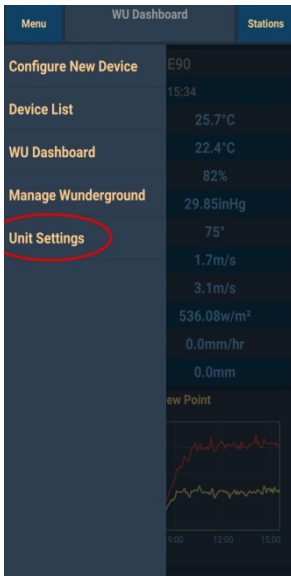 Menu
WU Dashboard
Stations
Configure New Device
Device List
WU Dashboard
Manage Wunderground
Unit Settings
E90
15:34
25.7°C
22.4°C
82%
29.85inHg
75°
1.7m/s
3.1m/s
536.08w/m²
0.0mm/hr
0.0mm
ew Point
9:00 12:00 15:00